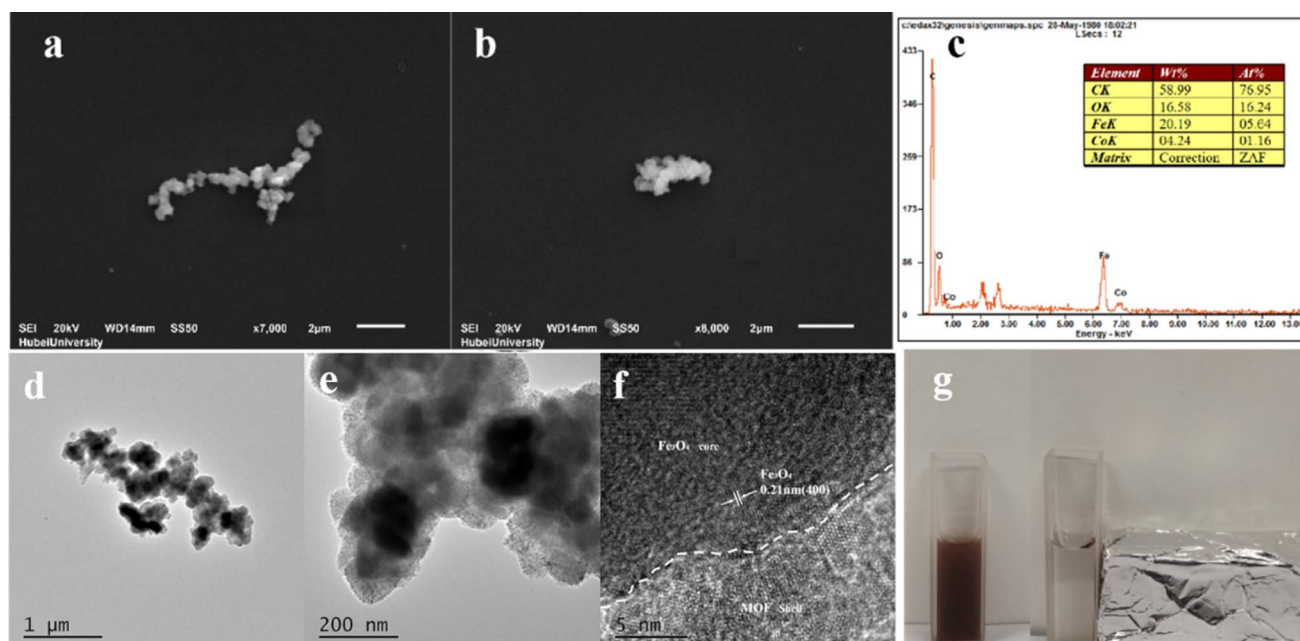 a
SEI 20kV WD14mm SS50 x7,000 2μm
HubeiUniversity
b
SEI 20kV WD14mm SS50 x8,000 2μm
HubeiUniversity
c
c:\edax32\genesis\genmaps.spc 28-May-1980 18:02:21
LSecs : 12
433
346
259
173
86
C
O
Co
Fe
Co
Element Wt% At%
CK 58.99 76.95
OK 16.58 16.24
FeK 20.19 05.64
CoK 04.24 01.16
Matrix Correction ZAF
1.00 2.00 3.00 4.00 5.00 6.00 7.00 8.00 9.00 10.00 11.00 12.00 13.0
Energy - keV
d
1 μm
e
200 nm
f
Fe₃O₄ core
Fe₃O₄
0.21nm(400)
MOF Shell
5 nm
g